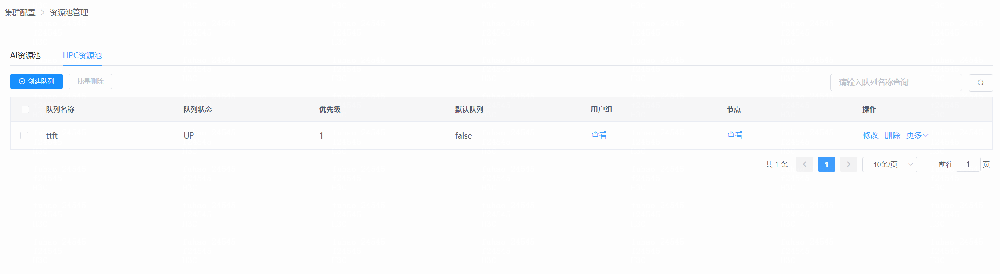 集群配置 > 资源池管理
AI资源池 HPC资源池
创建队列 批量删除 请输入队列名称查询
队列名称 队列状态 优先级 默认队列 用户组 节点 操作
ttft UP 1 false 查看 查看 修改 删除 更多
共 1 条 1 10条/页 前往 1 页